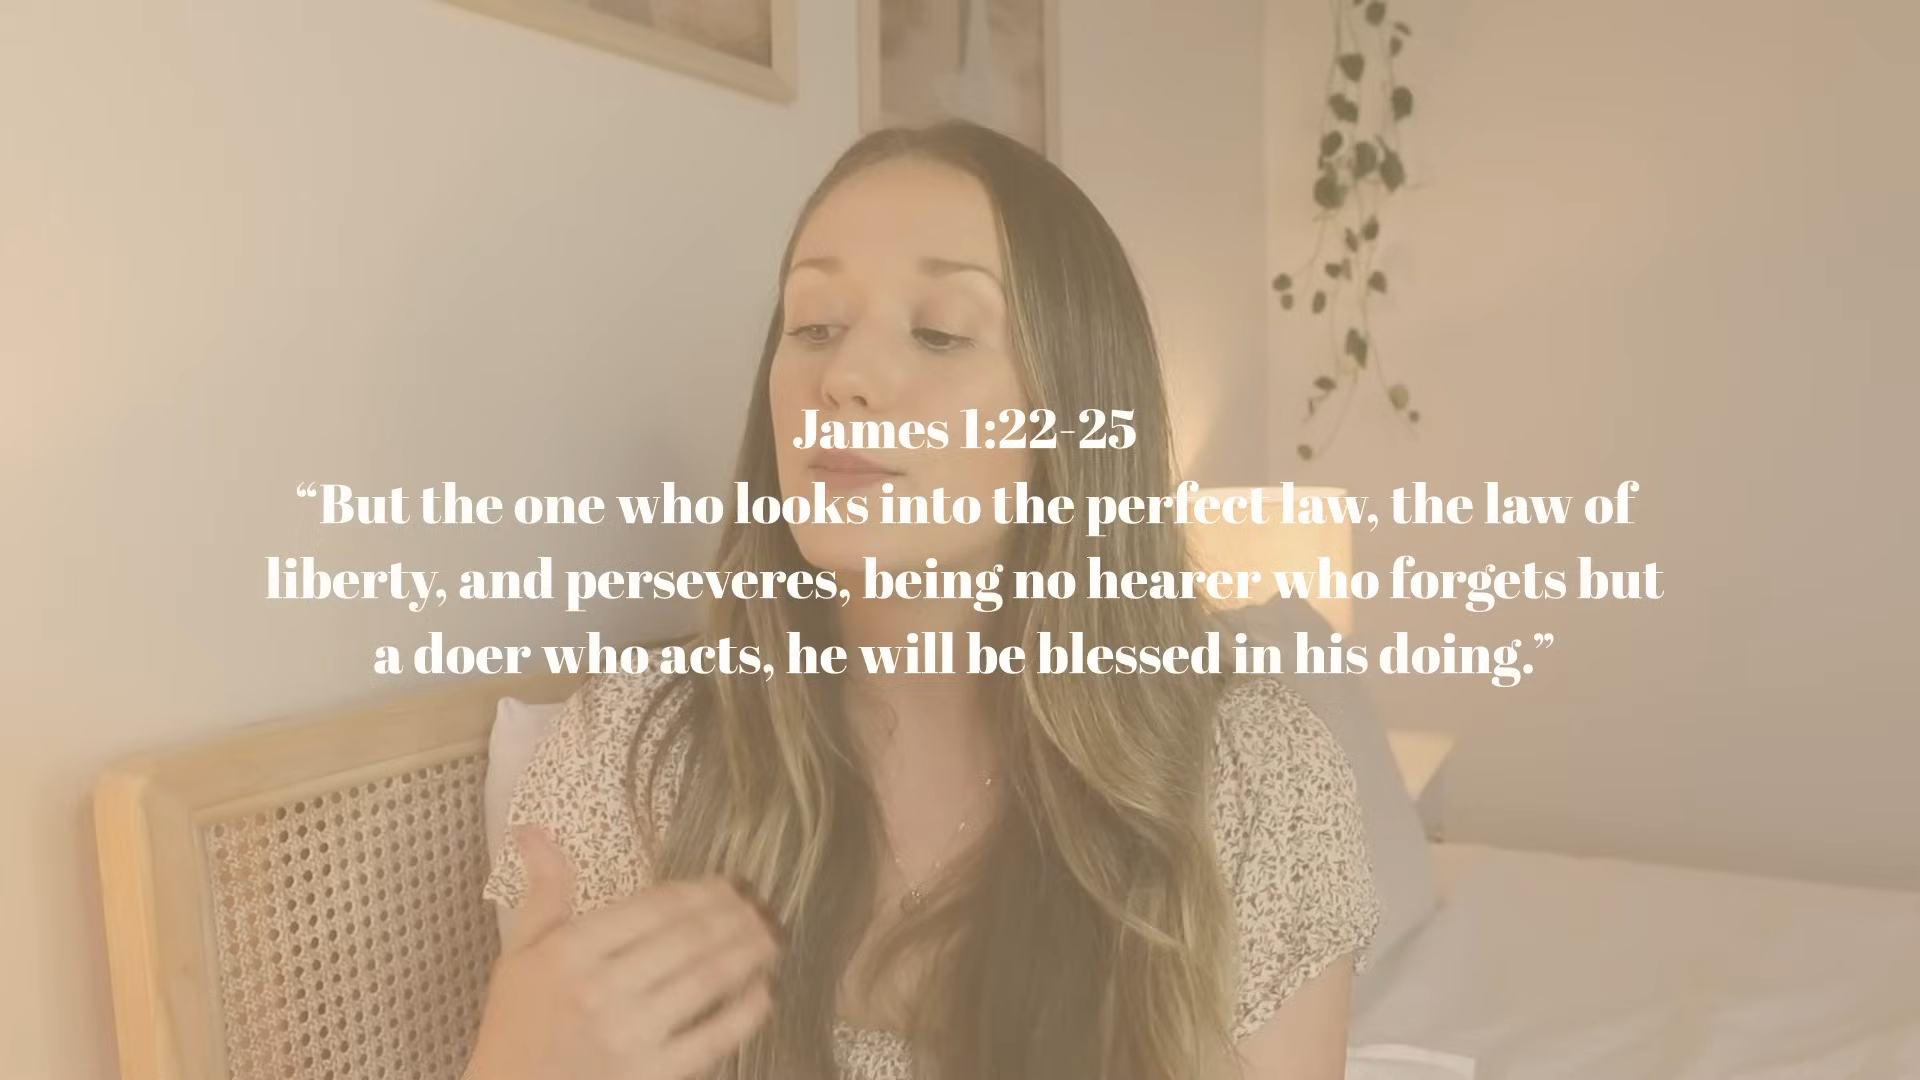 James 1:22-25
“But the one who looks into the perfect law, the law of
liberty, and perseveres, being no hearer who forgets but
a doer who acts, he will be blessed in his doing.”